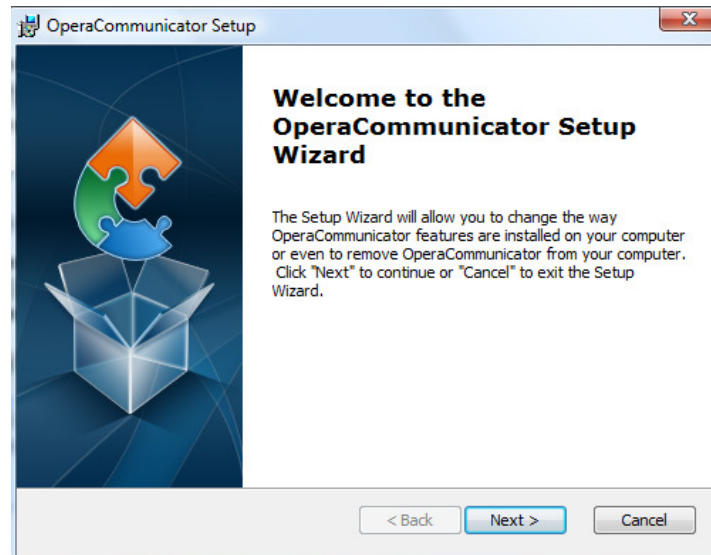 OperaCommunicator Setup
Welcome to the
OperaCommunicator Setup
Wizard
The Setup Wizard will allow you to change the way
OperaCommunicator features are installed on your computer
or even to remove OperaCommunicator from your computer.
Click "Next" to continue or "Cancel" to exit the Setup
Wizard.
< Back
Next >
Cancel